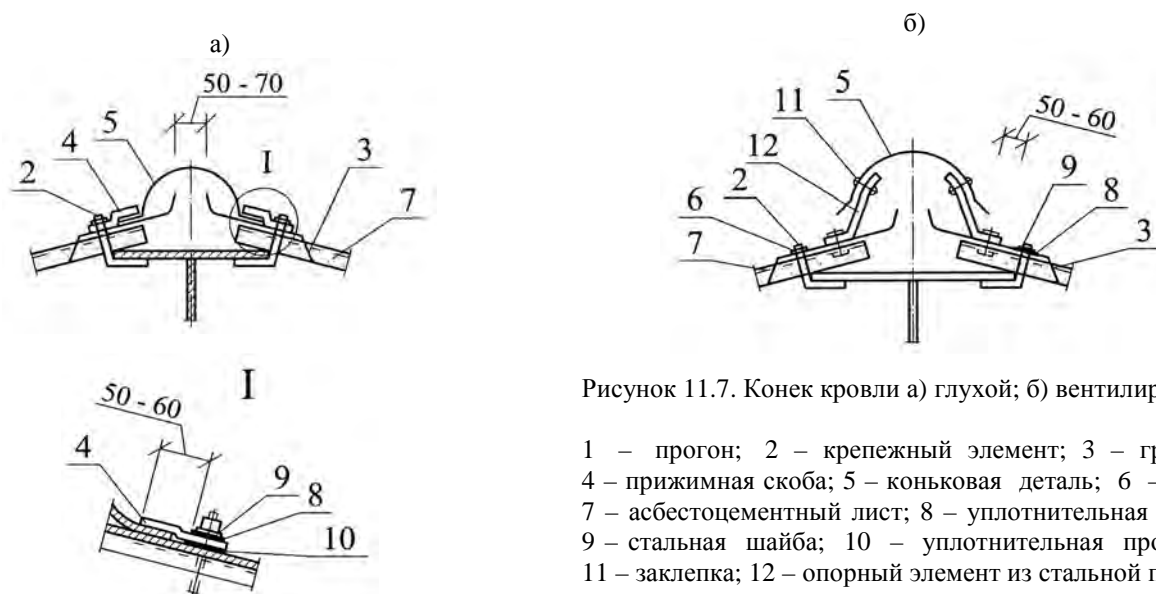 а)
50 - 70
5
4
I
3
2
7
б)
5
11
50 - 60
12
9
2
8
6
7
3
I
50 - 60
4
9
8
10
Рисунок 11.7. Конек кровли а) глухой; б)
1 – прогон; 2 – крепежный элемент; 3 –
4 – прижимная скоба; 5 – коньковая деталь; 6 –
7 – асбестоцементный лист; 8 – уплотнительная
9 – стальная шайба; 10 – уплотнительная
11 – заклепка; 12 – опорный элемент из стальной